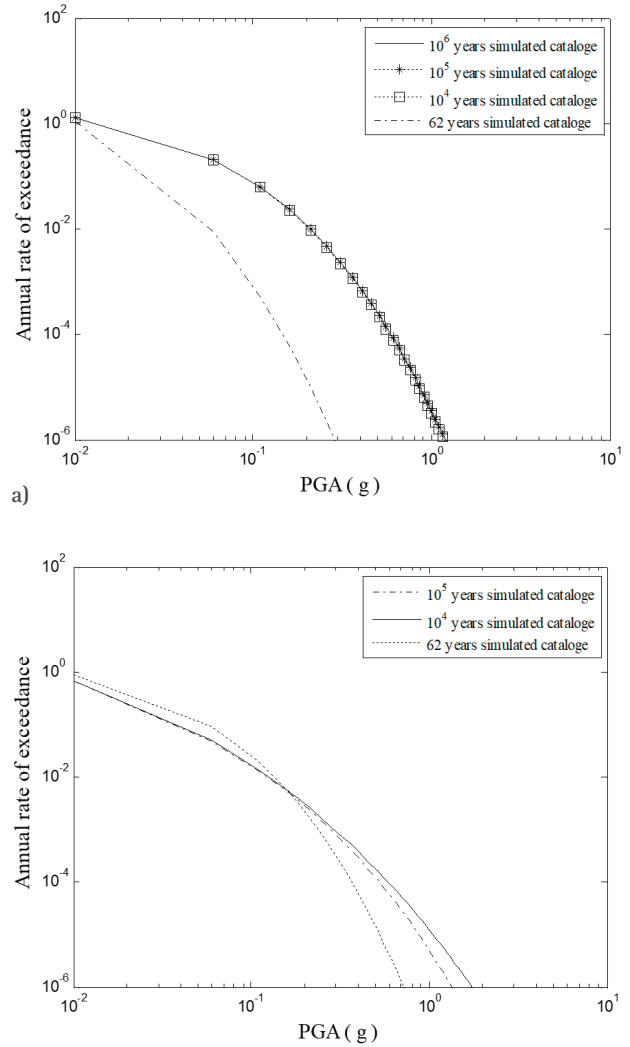 10^2
10^0
10^-2
10^-4
10^-6
Annual rate of exceedance
10^6 years simulated cataloge
10^5 years simulated cataloge
10^4 years simulated cataloge
62 years simulated cataloge
10^-2
10^-1
10^0
10^1
PGA ( g )
a)
10^2
10^0
10^-2
10^-4
10^-6
Annual rate of exceedance
10^5 years simulated cataloge
10^4 years simulated cataloge
62 years simulated cataloge
10^-2
10^-1
10^0
10^1
PGA ( g )